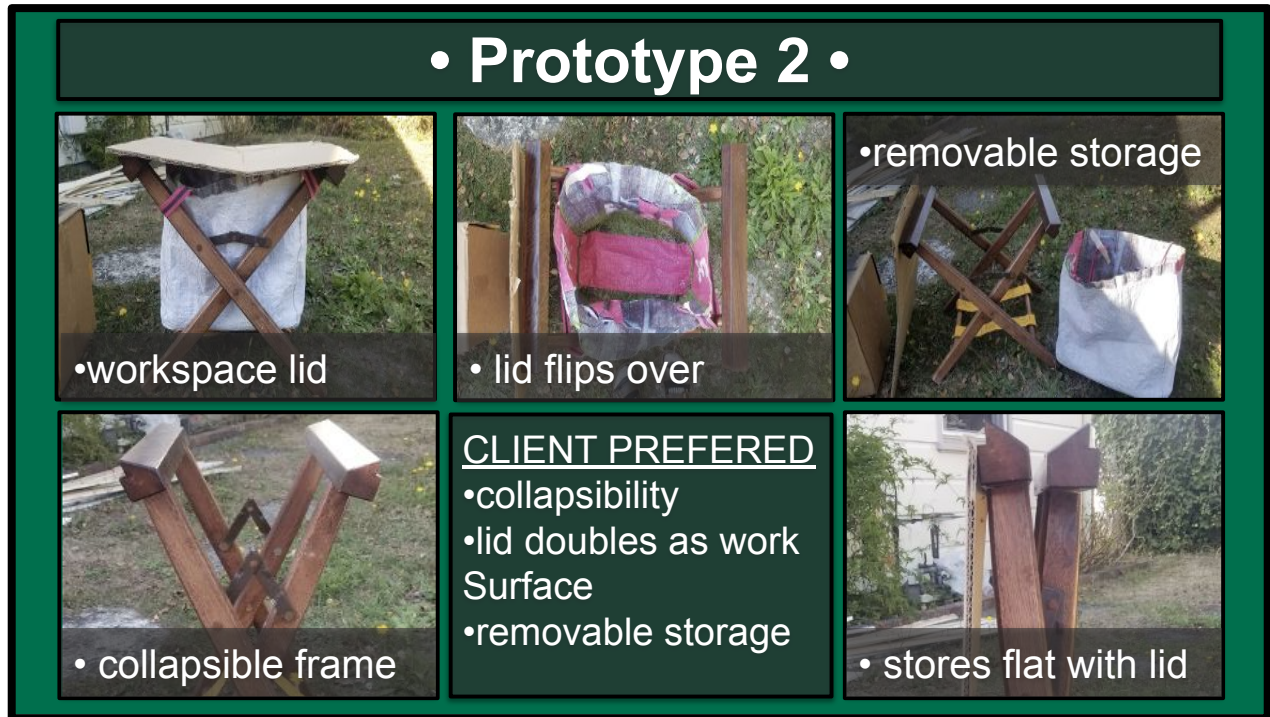 • Prototype 2 •
•workspace lid
• lid flips over
•removable storage
• collapsible frame
CLIENT PREFERED
•collapsibility
•lid doubles as work
Surface
•removable storage
• stores flat with lid